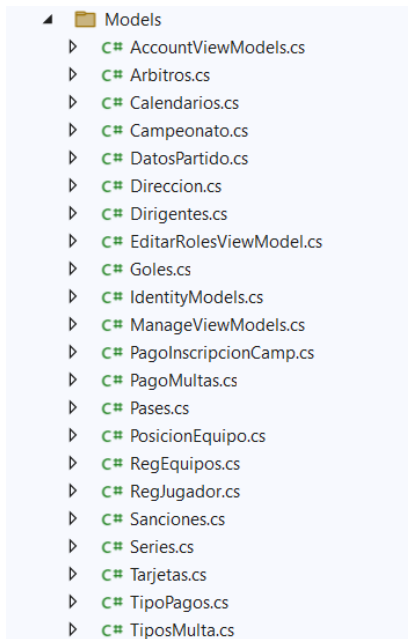 Models
C# AccountViewModels.cs
C# Arbitros.cs
C# Calendarios.cs
C# Campeonato.cs
C# DatosPartido.cs
C# Direccion.cs
C# Dirigentes.cs
C# EditarRolesViewModel.cs
C# Goles.cs
C# IdentityModels.cs
C# ManageViewModels.cs
C# PagoInscripcionCamp.cs
C# PagoMultas.cs
C# Pases.cs
C# PosicionEquipo.cs
C# RegEquipos.cs
C# RegJugador.cs
C# Sanciones.cs
C# Series.cs
C# Tarjetas.cs
C# TipoPagos.cs
C# TiposMulta.cs